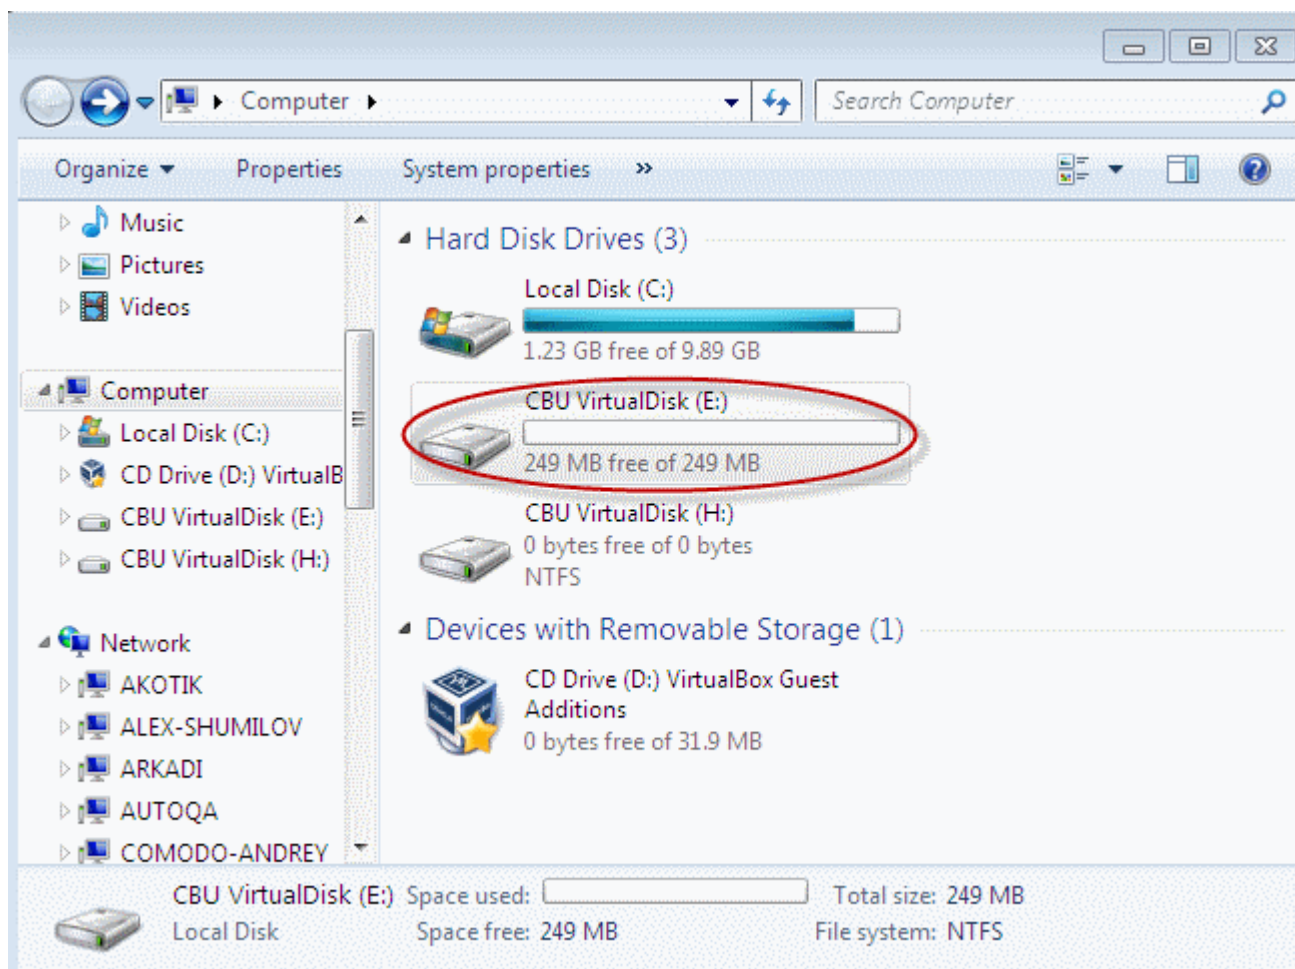 Computer
Search Computer
Organize
Properties
System properties
»
Music
Pictures
Videos
Computer
Local Disk (C:)
CD Drive (D:) VirtualB
CBU VirtualDisk (E:)
CBU VirtualDisk (H:)
Network
AKOTIK
ALEX-SHUMILOV
ARKADI
AUTOQA
COMODO-ANDREY
Hard Disk Drives (3)
Local Disk (C:)
1.23 GB free of 9.89 GB
CBU VirtualDisk (E:)
249 MB free of 249 MB
CBU VirtualDisk (H:)
0 bytes free of 0 bytes
NTFS
Devices with Removable Storage (1)
CD Drive (D:) VirtualBox Guest
Additions
0 bytes free of 31.9 MB
CBU VirtualDisk (E:) Space used: Total size: 249 MB
Local Disk Space free: 249 MB File system: NTFS